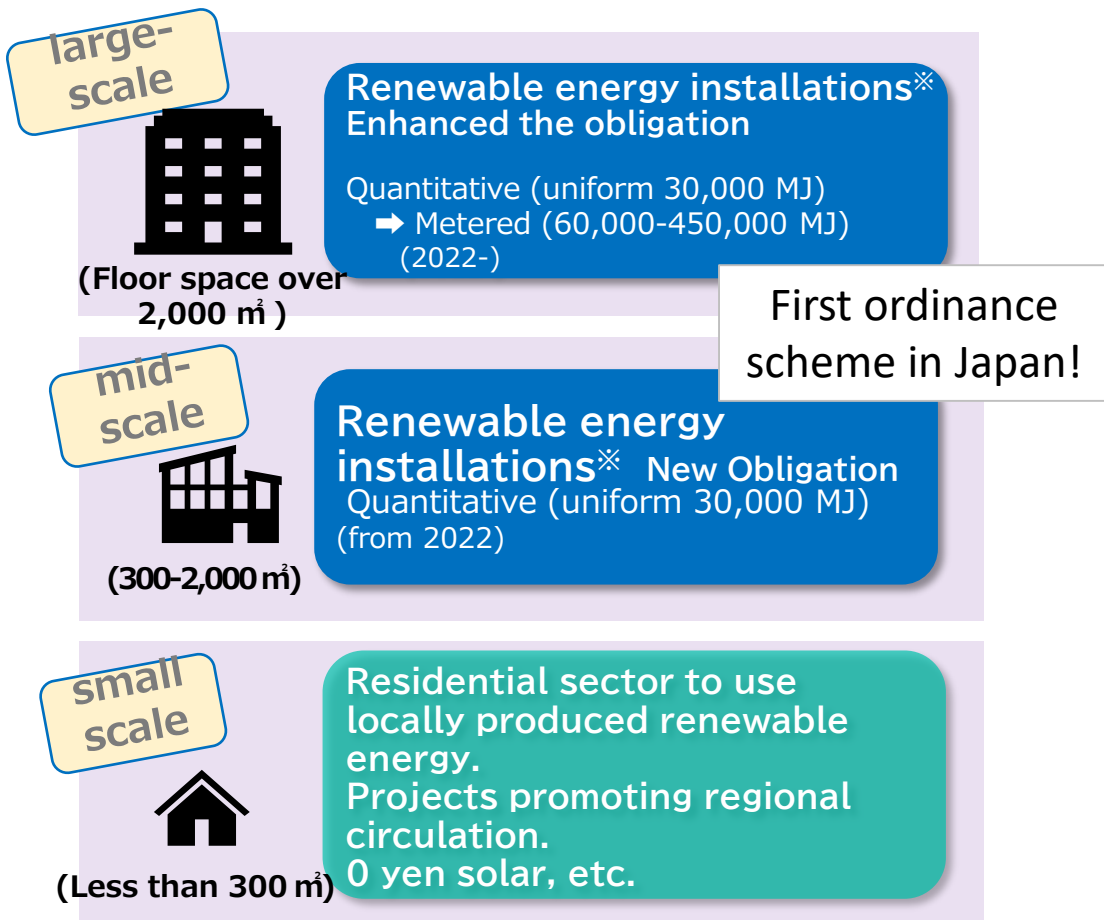 large-
scale
(Floor space over
2,000 ㎡ )
Renewable energy installations※
Enhanced the obligation
Quantitative (uniform 30,000 MJ)
➡ Metered (60,000-450,000 MJ)
(2022-)
First ordinance
scheme in Japan!
mid-
scale
(300-2,000㎡)
Renewable energy
installations※ New Obligation
Quantitative (uniform 30,000 MJ)
(from 2022)
small
scale
(Less than 300㎡)
Residential sector to use
locally produced renewable
energy.
Projects promoting regional
circulation.
0 yen solar, etc.